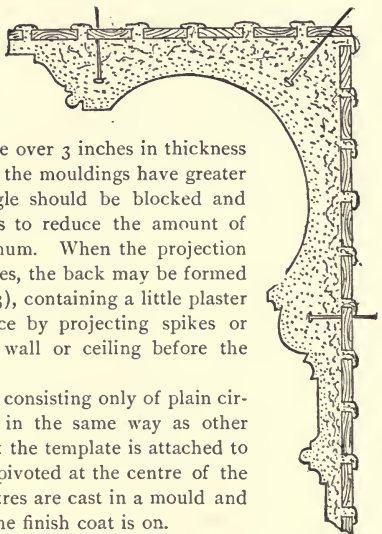 e over 3 inches in thickness
the mouldings have greater
gle should be blocked and
s to reduce the amount of
num. When the projection
es, the back may be formed
3), containing a little plaster
ce by projecting spikes or
wall or ceiling before the
consisting only of plain cir-
in the same way as other
the template is attached to
pivoted at the centre of the
tres are cast in a mould and
ne finish coat is on.